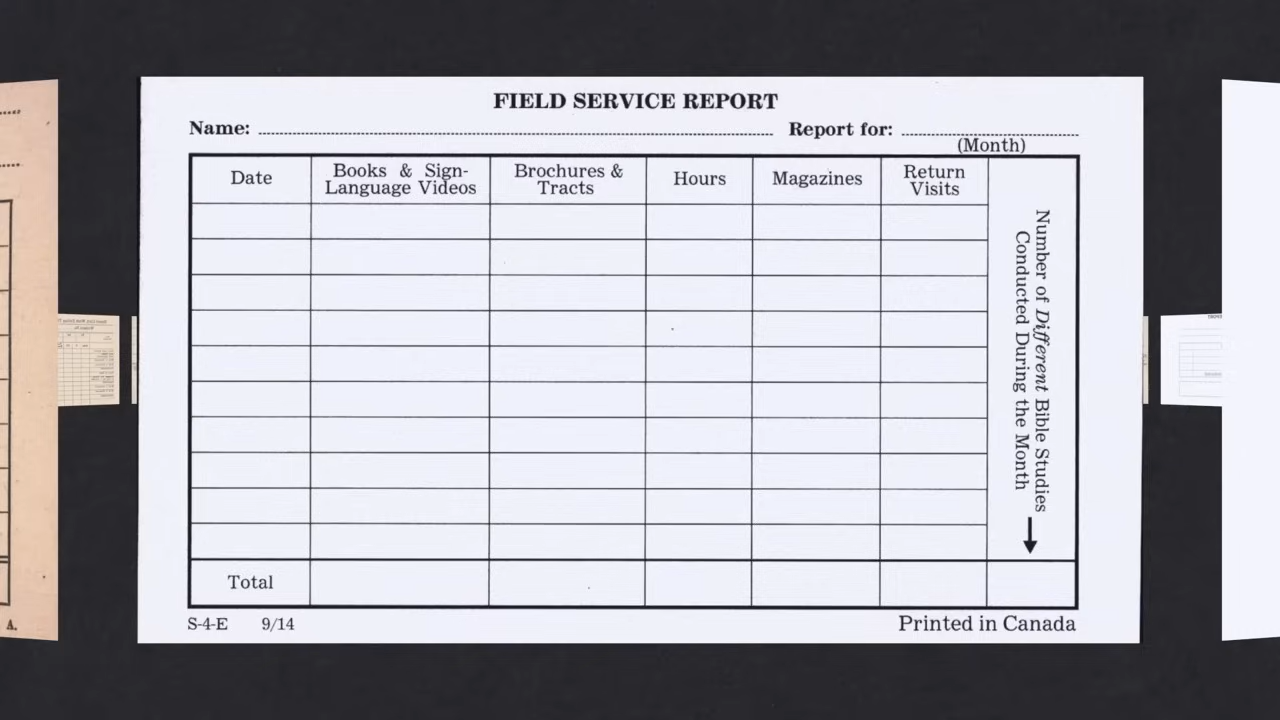 FIELD SERVICE REPORT
Name: Report for:
(Month)
Date
Books & Sign-
Language Videos
Brochures &
Tracts
Hours
Magazines
Return
Visits
Number of Different Bible Studies
Conducted During the Month
Total
S-4-E 9/14
Printed in Canada
A.